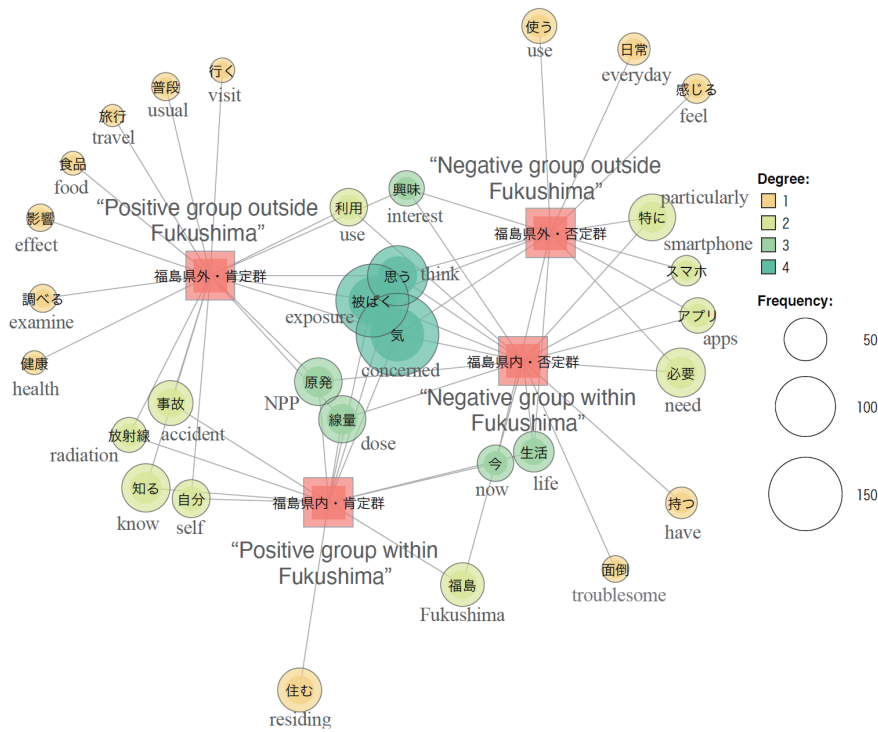 使う
use
日常
everyday
感じる
feel
行く
visit
普段
usual
旅行
travel
食品
food
影響
effect
調べる
examine
健康
health
“Positive group outside
Fukushima”
福島県外・肯定群
利用
use
興味
interest
“Negative group outside
Fukushima”
福島県外・否定群
particularly
特に
smartphone
スマホ
アプリ
apps
必要
need
思う
think
被ばく
exposure
気
concerned
福島県内・否定群
“Negative group within
Fukushima”
原発
NPP
線量
dose
事故
accident
放射線
radiation
知る
know
自分
self
今
now
生活
life
持つ
have
面倒
troublesome
福島県内・肯定群
“Positive group within
Fukushima”
福島
Fukushima
住む
residing
Degree:
1
2
3
4
Frequency:
50
100
150